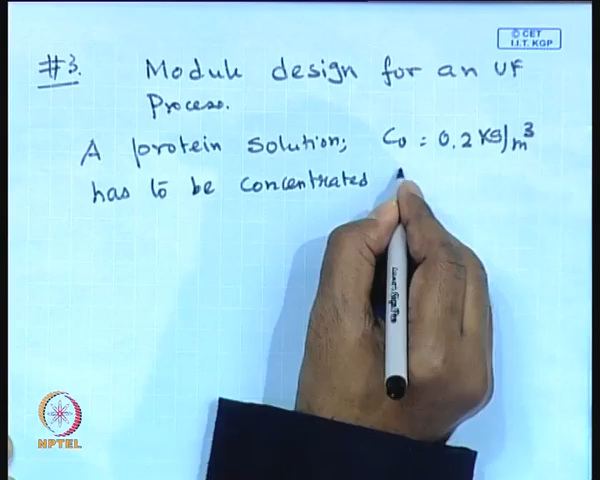 © CET
I.I.T. KGP
#3. Module design for an UF
Process.
A protein solution; C0 = 0.2 kg/m3
has to be concentrated
NPTEL